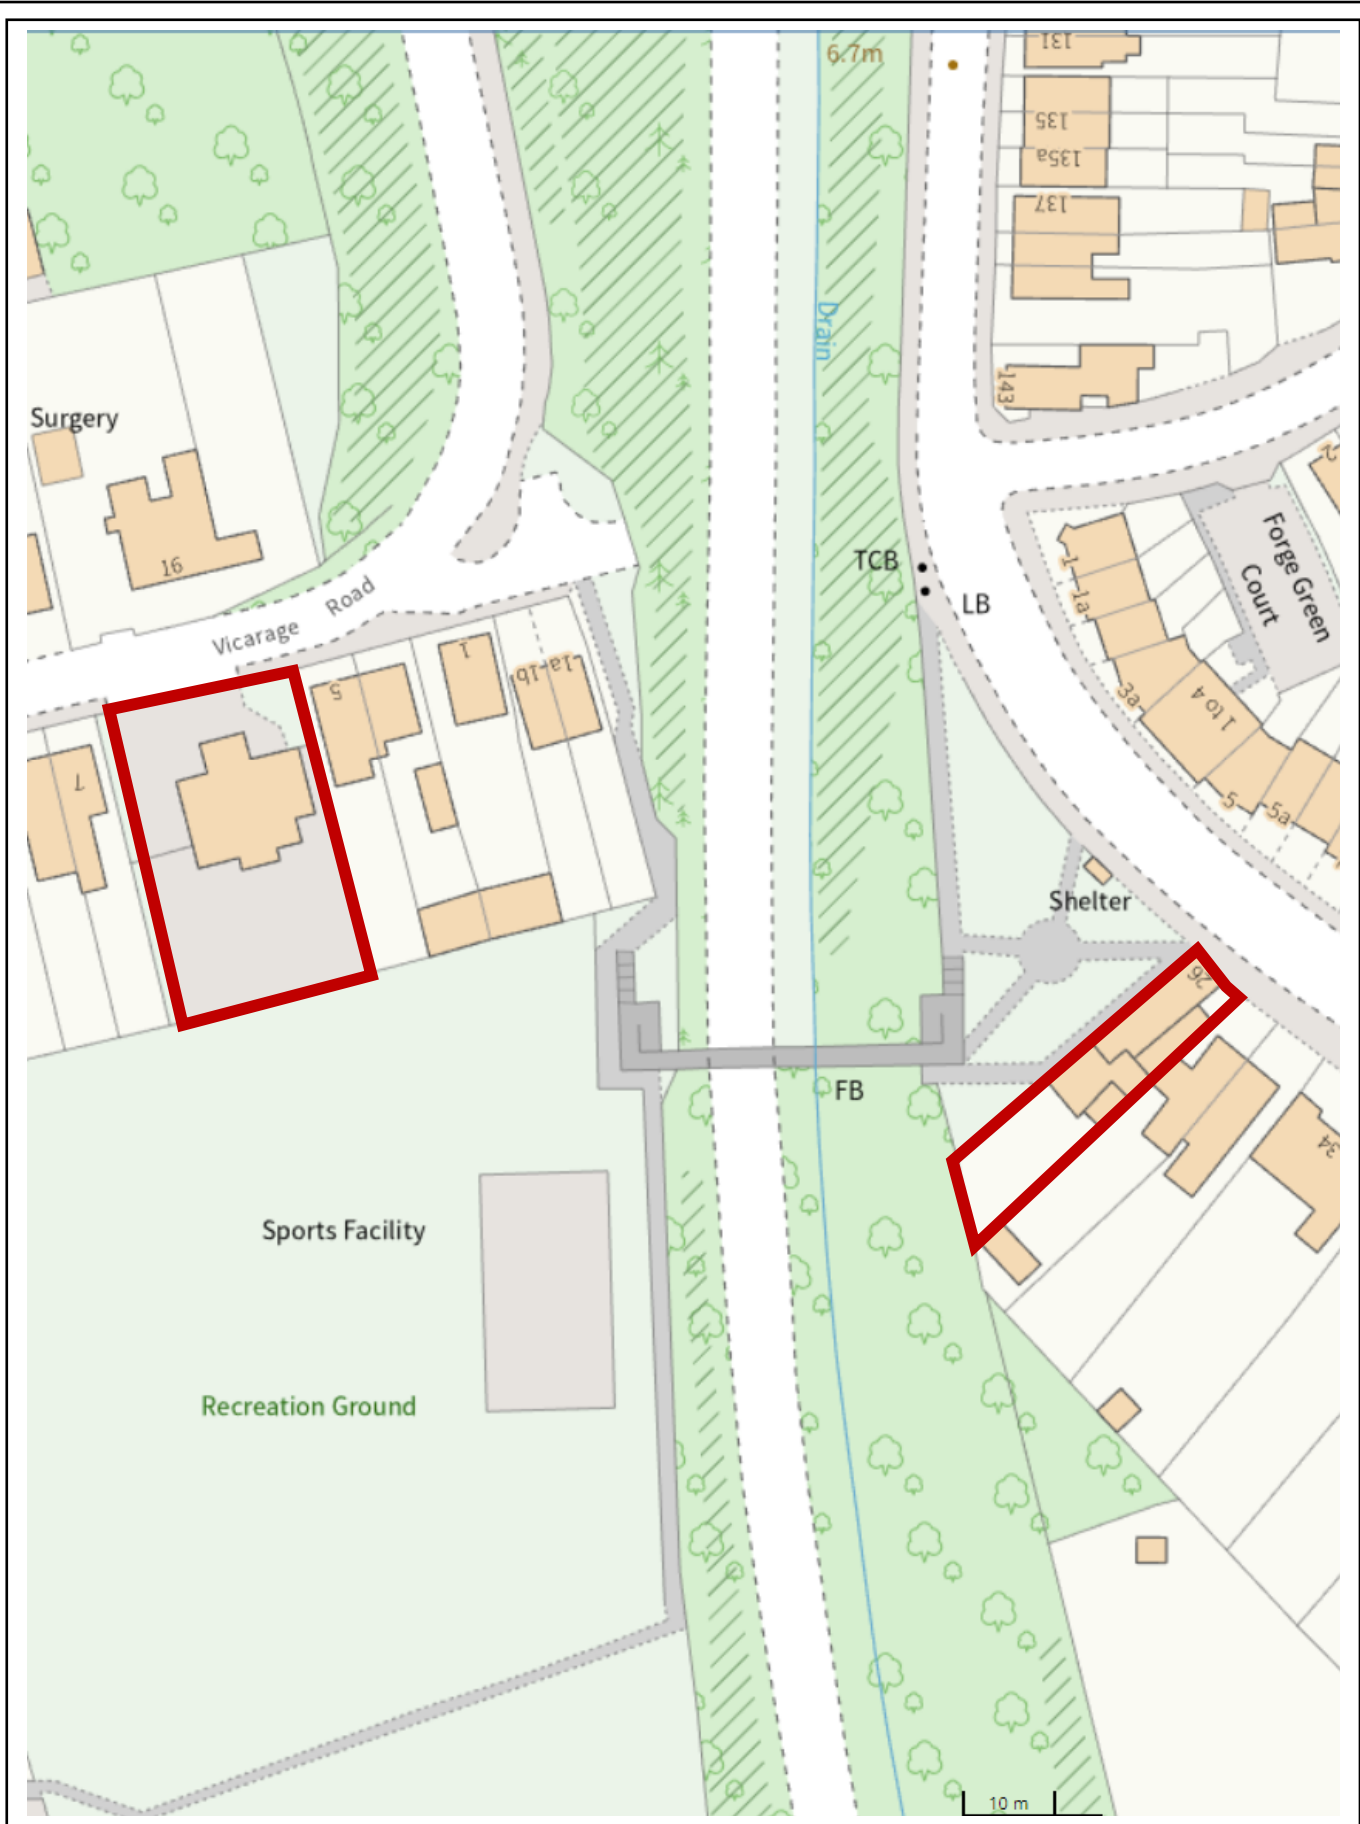 6.7m
131
135
135a
137
Drain
143
Surgery
16
2
Forge Green
Court
TCB
LB
1
1a
3a
1 to 4
5
5a
Vicarage Road
1
1a-1b
5
7
Shelter
26
FB
34
Sports Facility
Recreation Ground
10 m